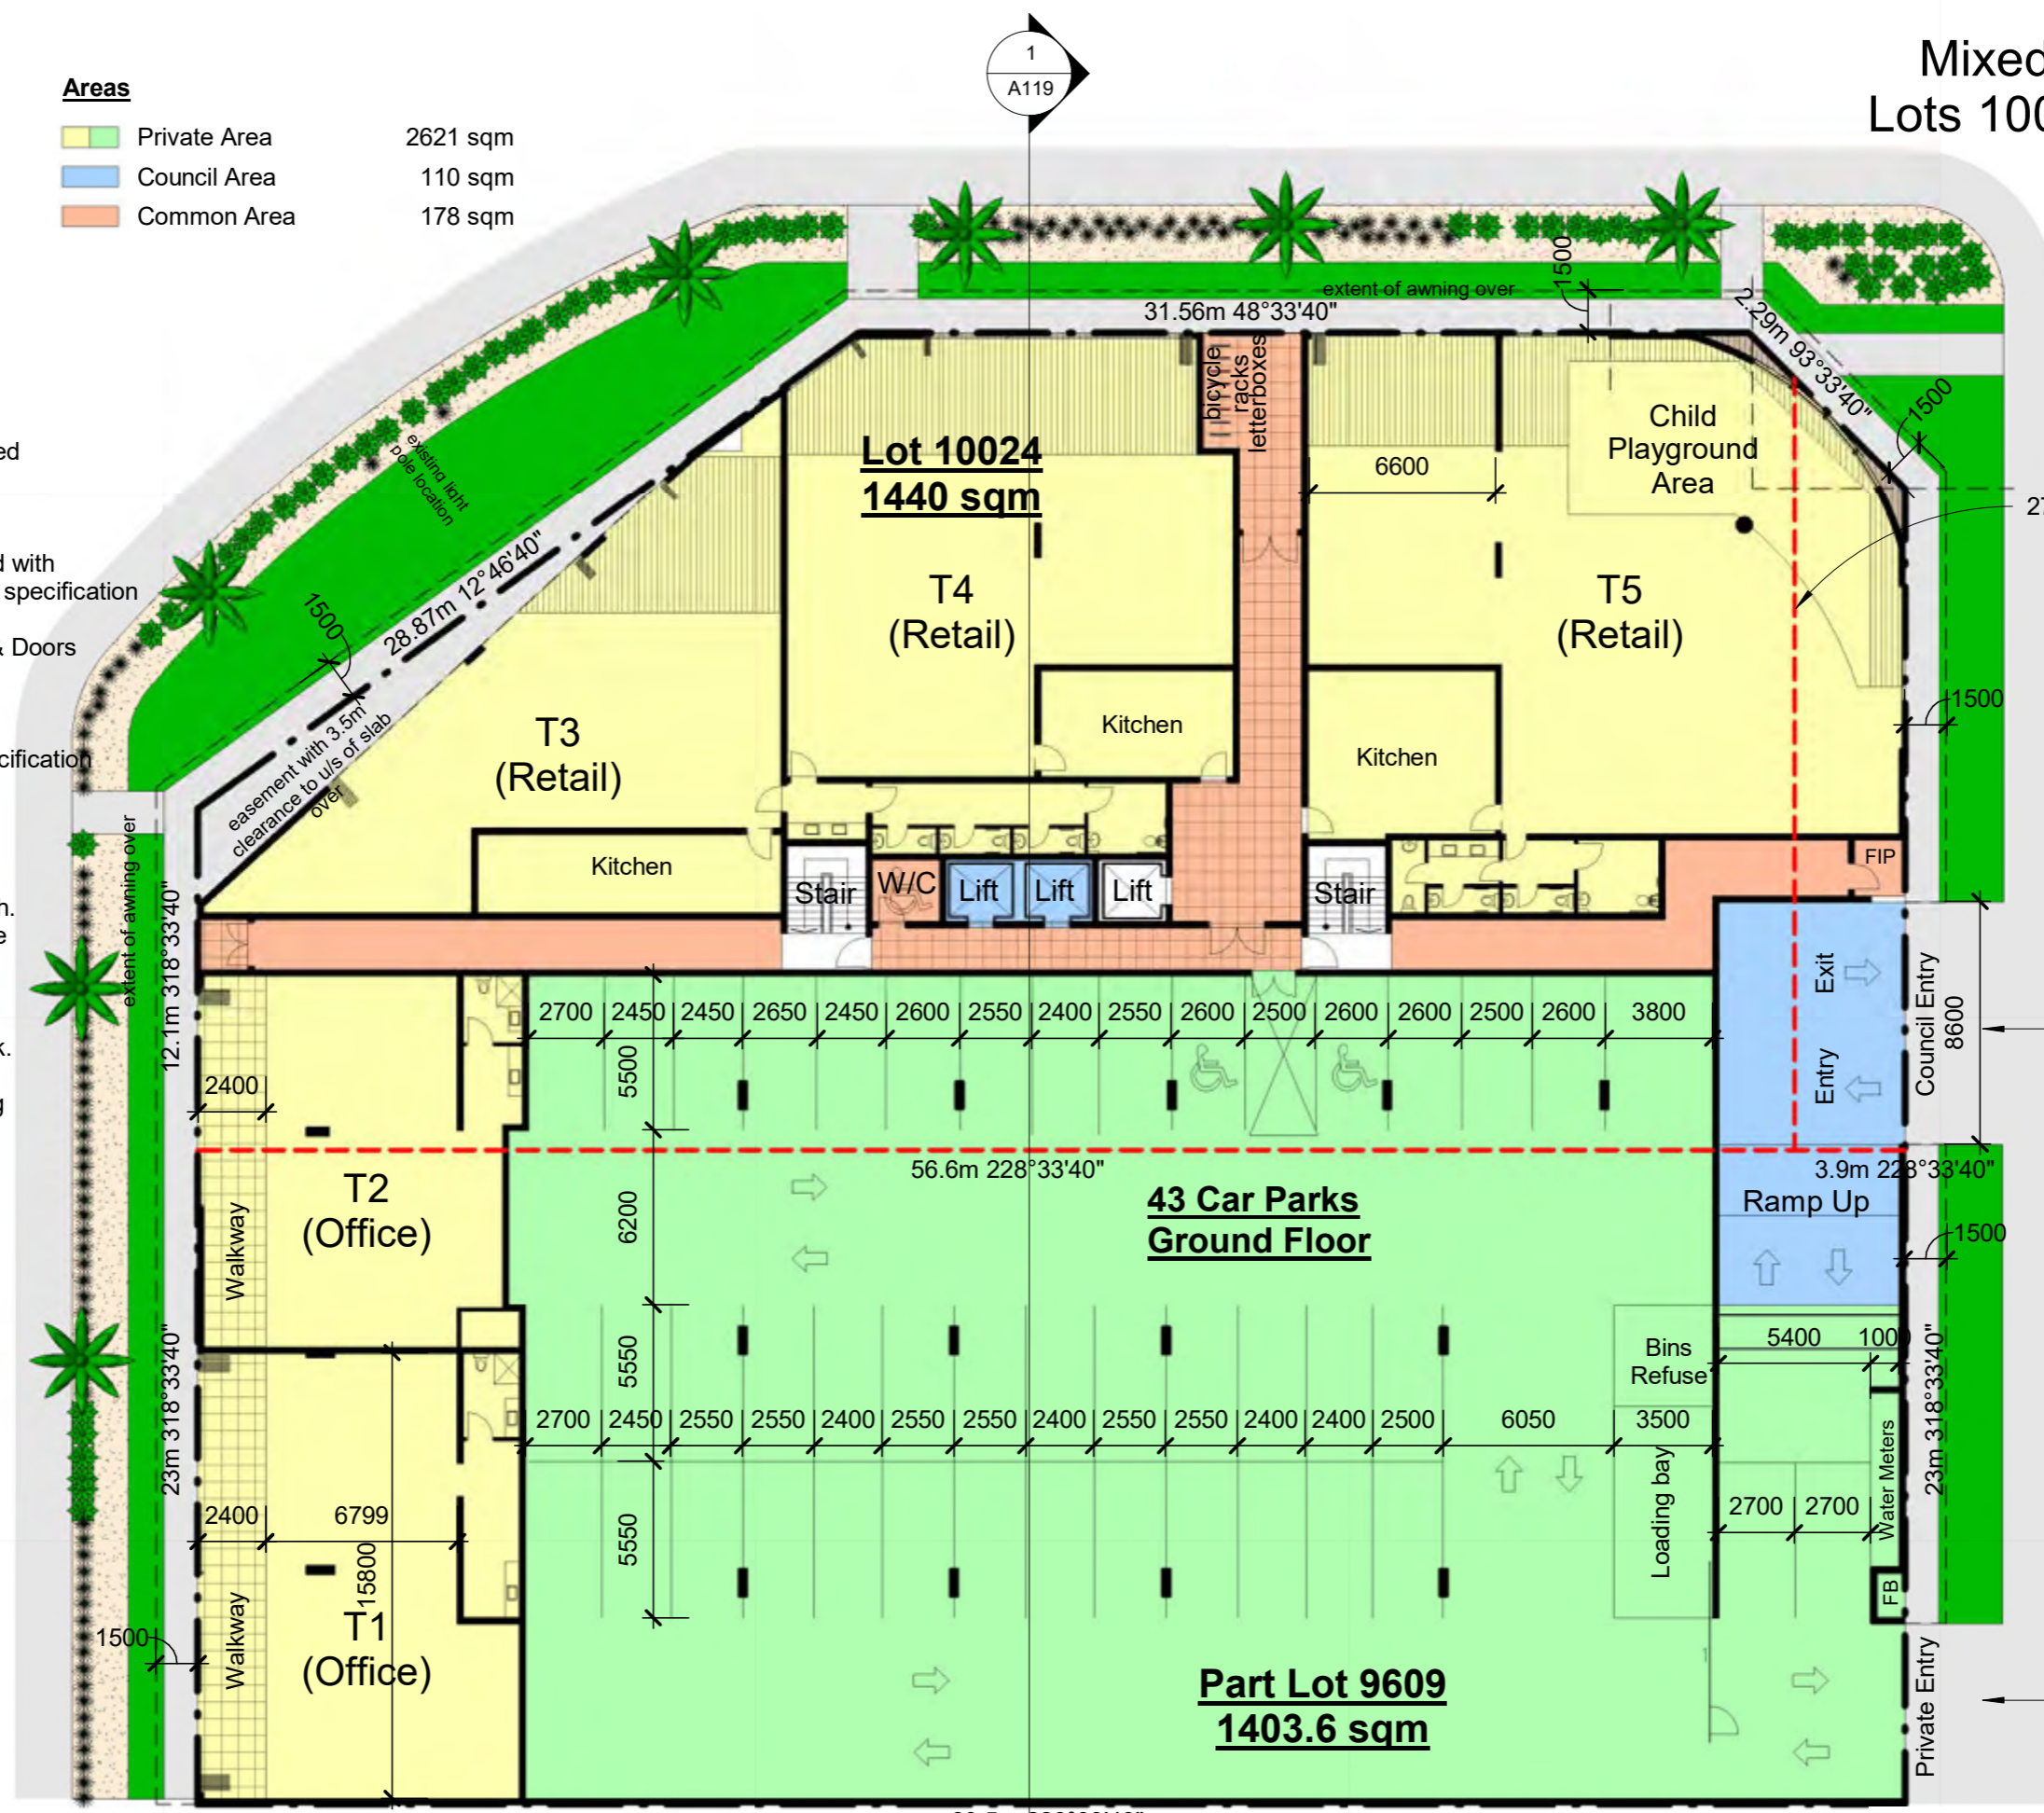 1
A119
Mixed
Lots 100
Areas
Private Area 2621 sqm
Council Area 110 sqm
Common Area 178 sqm
ed
d with
specification
& Doors
cification
h.
e
k.
g
extent of awning over
1500
31.56m 48°33'40"
2.29m 93°33'40"
1500
bicycle
racks
letterboxes
Child
Playground
Area
6600
27
existing light
pole location
Lot 10024
1440 sqm
28.87m 12°46'40"
1500
T4
(Retail)
T5
(Retail)
T3
(Retail)
easement with 3.5m
clearance to u/s of slab
over
Kitchen
Kitchen
Kitchen
1500
FIP
Stair
W/C
Lift
Lift
Lift
Stair
extent of awning over
12.1m 318°33'40"
Exit
Entry
Council Entry
8600
2700 2450 2450 2650 2450 2600 2550 2400 2550 2600 2500 2600 2600 2500 2600 3800
5500
2400
56.6m 228°33'40"
3.9m 228°33'40"
T2
(Office)
Walkway
6200
43 Car Parks
Ground Floor
Ramp Up
1500
5550
Bins
Refuse
5400 1000
23m 318°33'40"
23m 318°33'40"
2700 2450 2550 2550 2400 2550 2550 2400 2550 2550 2400 2400 2500 6050 3500
Loading bay
Water Meters
2700 2700
2400 6799
15800
5550
FB
T1
(Office)
Walkway
1500
Part Lot 9609
1403.6 sqm
Private Entry